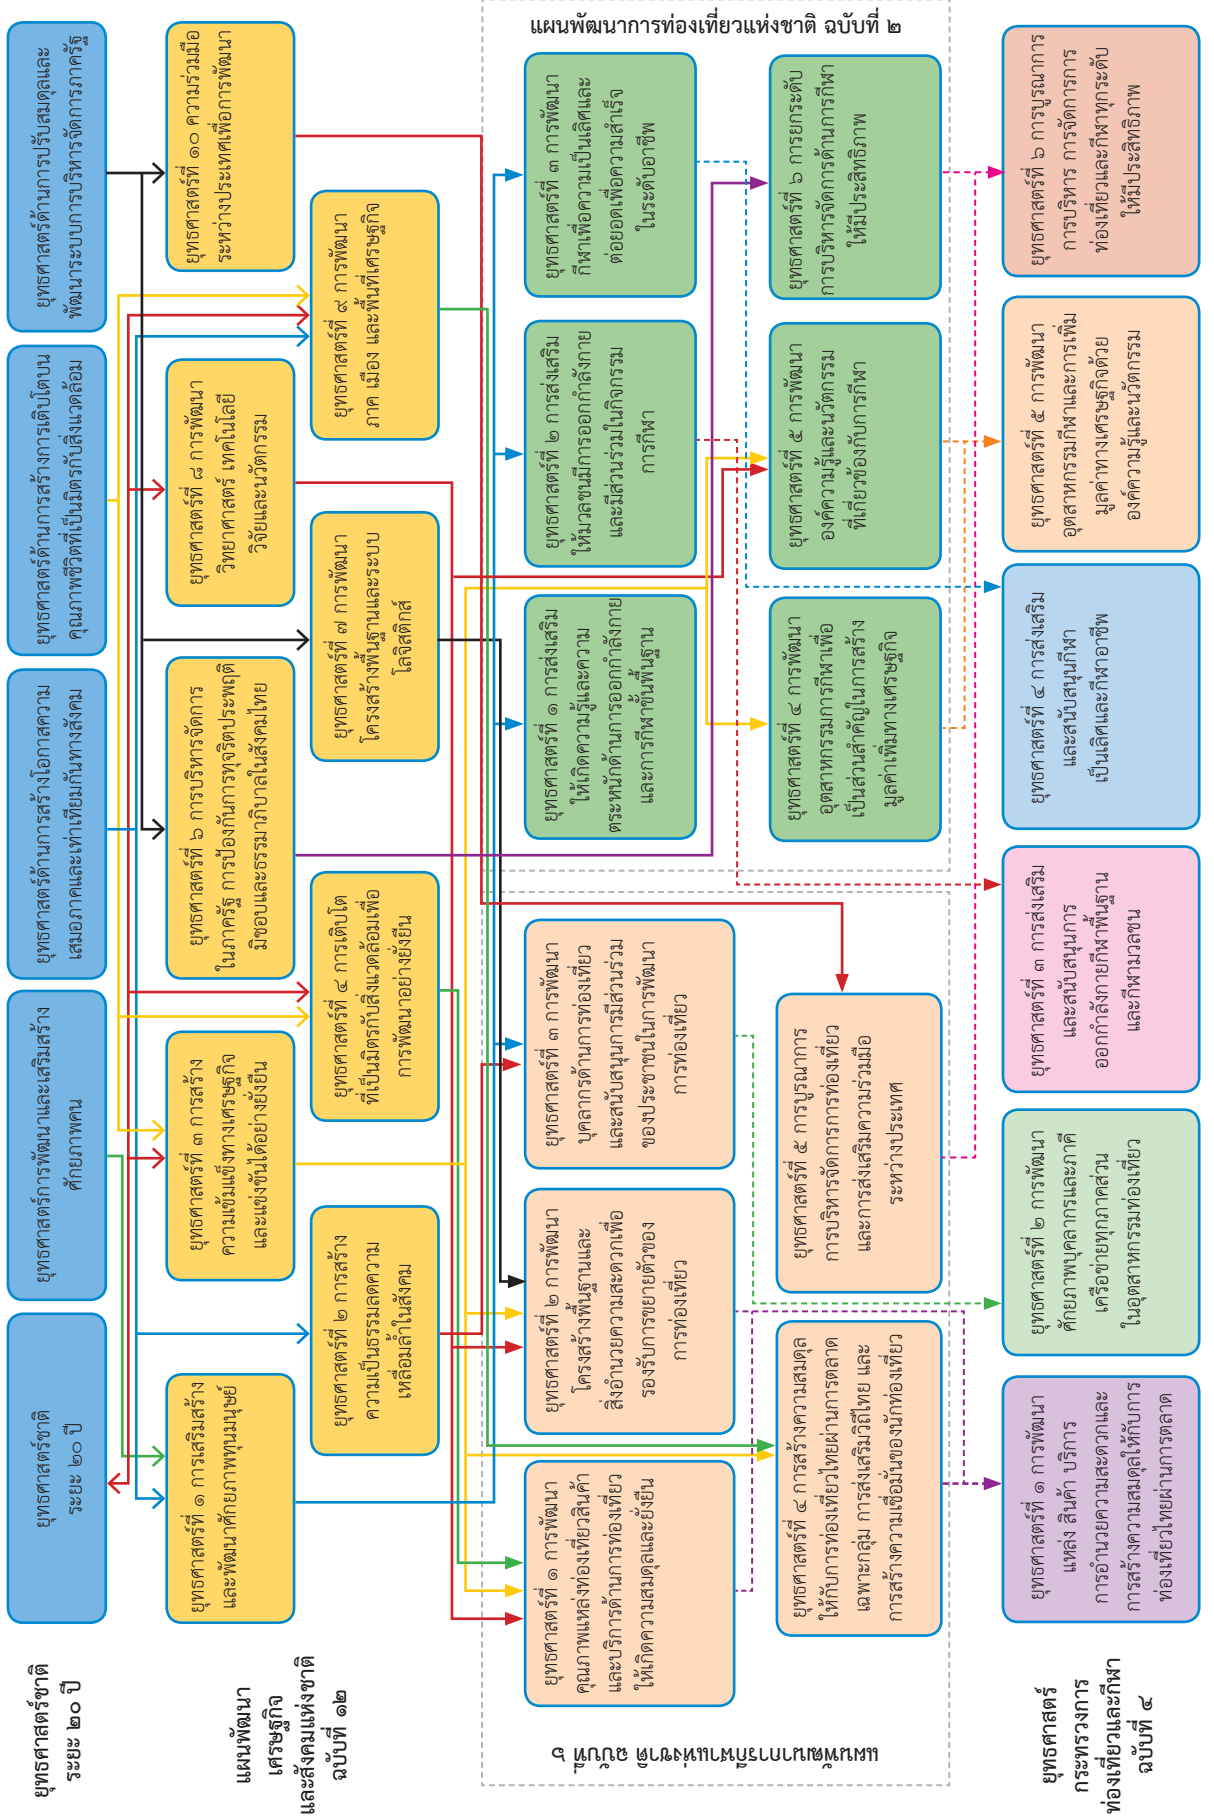 ยุทธศาสตร์ชาติ
ระยะ ๒๐ ปี
ยุทธศาสตร์ชาติ
ระยะ ๒๐ ปี
ยุทธศาสตร์การพัฒนาและเสริมสร้าง
ศักยภาพคน
ยุทธศาสตร์ด้านการสร้างโอกาสความ
เสมอภาคและเท่าเทียมกันทางสังคม
ยุทธศาสตร์ด้านการสร้างการเติบโตบน
คุณภาพชีวิตที่เป็นมิตรกับสิ่งแวดล้อม
ยุทธศาสตร์ด้านการปรับสมดุลและ
พัฒนาระบบการบริหารจัดการภาครัฐ
แผนพัฒนา
เศรษฐกิจ
และสังคมแห่งชาติ
ฉบับที่ ๑๒
ยุทธศาสตร์ที่ ๑ การเสริมสร้าง
และพัฒนาศักยภาพทุนมนุษย์
ยุทธศาสตร์ที่ ๓ การสร้าง
ความเข้มแข็งทางเศรษฐกิจ
และแข่งขันได้อย่างยั่งยืน
ยุทธศาสตร์ที่ ๖ การบริหารจัดการ
ในภาครัฐ การป้องกันการทุจริตประพฤติ
มิชอบและธรรมาภิบาลในสังคมไทย
ยุทธศาสตร์ที่ ๘ การพัฒนา
วิทยาศาสตร์ เทคโนโลยี
วิจัยและนวัตกรรม
ยุทธศาสตร์ที่ ๑๐ ความร่วมมือ
ระหว่างประเทศเพื่อการพัฒนา
ยุทธศาสตร์ที่ ๒ การสร้าง
ความเป็นธรรมลดความ
เหลื่อมล้ำในสังคม
ยุทธศาสตร์ที่ ๔ การเติบโต
ที่เป็นมิตรกับสิ่งแวดล้อมเพื่อ
การพัฒนาอย่างยั่งยืน
ยุทธศาสตร์ที่ ๗ การพัฒนา
โครงสร้างพื้นฐานและระบบ
โลจิสติกส์
ยุทธศาสตร์ที่ ๙ การพัฒนา
ภาค เมือง และพื้นที่เศรษฐกิจ
แผนพัฒนาการกีฬาแห่งชาติ ฉบับที่ ๖
ยุทธศาสตร์ที่ ๑ การพัฒนา
คุณภาพแหล่งท่องเที่ยวสินค้า
และบริการด้านการท่องเที่ยว
ให้เกิดความสมดุลและยั่งยืน
ยุทธศาสตร์ที่ ๒ การพัฒนา
โครงสร้างพื้นฐานและ
สิ่งอำนวยความสะดวกเพื่อ
รองรับการขยายตัวของ
การท่องเที่ยว
ยุทธศาสตร์ที่ ๓ การพัฒนา
บุคลากรด้านการท่องเที่ยว
และสนับสนุนการมีส่วนร่วม
ของประชาชนในการพัฒนา
การท่องเที่ยว
ยุทธศาสตร์ที่ ๔ การสร้างความสมดุล
ให้กับการท่องเที่ยวไทยผ่านการตลาด
เฉพาะกลุ่ม การส่งเสริมวิถีไทย และ
การสร้างความเชื่อมั่นของนักท่องเที่ยว
ยุทธศาสตร์ที่ ๕ การบูรณาการ
การบริหารจัดการการท่องเที่ยว
และการส่งเสริมความร่วมมือ
ระหว่างประเทศ
แผนพัฒนาการท่องเที่ยวแห่งชาติ ฉบับที่ ๒
ยุทธศาสตร์ที่ ๑ การส่งเสริม
ให้เกิดความรู้และความ
ตระหนักด้านการออกกำลังกาย
และการกีฬาขั้นพื้นฐาน
ยุทธศาสตร์ที่ ๒ การส่งเสริม
ให้มวลชนมีการออกกำลังกาย
และมีส่วนร่วมในกิจกรรม
การกีฬา
ยุทธศาสตร์ที่ ๓ การพัฒนา
กีฬาเพื่อความเป็นเลิศและ
ต่อยอดเพื่อความสำเร็จ
ในระดับอาชีพ
ยุทธศาสตร์ที่ ๔ การพัฒนา
อุตสาหกรรมการกีฬาเพื่อ
เป็นส่วนสำคัญในการสร้าง
มูลค่าเพิ่มทางเศรษฐกิจ
ยุทธศาสตร์ที่ ๕ การพัฒนา
องค์ความรู้และนวัตกรรม
ที่เกี่ยวข้องกับการกีฬา
ยุทธศาสตร์ที่ ๖ การยกระดับ
การบริหารจัดการด้านการกีฬา
ให้มีประสิทธิภาพ
ยุทธศาสตร์
กระทรวงการ
ท่องเที่ยวและกีฬา
ฉบับที่ ๔
ยุทธศาสตร์ที่ ๑ การพัฒนา
แหล่ง สินค้า บริการ
การอำนวยความสะดวกและ
การสร้างความสมดุลให้กับการ
ท่องเที่ยวไทยผ่านการตลาด
ยุทธศาสตร์ที่ ๒ การพัฒนา
ศักยภาพบุคลากรและภาคี
เครือข่ายทุกภาคส่วน
ในอุตสาหกรรมท่องเที่ยว
ยุทธศาสตร์ที่ ๓ การส่งเสริม
และสนับสนุนการ
ออกกำลังกายกีฬาพื้นฐาน
และกีฬามวลชน
ยุทธศาสตร์ที่ ๔ การส่งเสริม
และสนับสนุนกีฬา
เป็นเลิศและกีฬาอาชีพ
ยุทธศาสตร์ที่ ๕ การพัฒนา
อุตสาหกรรมกีฬาและการเพิ่ม
มูลค่าทางเศรษฐกิจด้วย
องค์ความรู้และนวัตกรรม
ยุทธศาสตร์ที่ ๖ การบูรณาการ
การบริหาร การจัดการการ
ท่องเที่ยวและกีฬาทุกระดับ
ให้มีประสิทธิภาพ